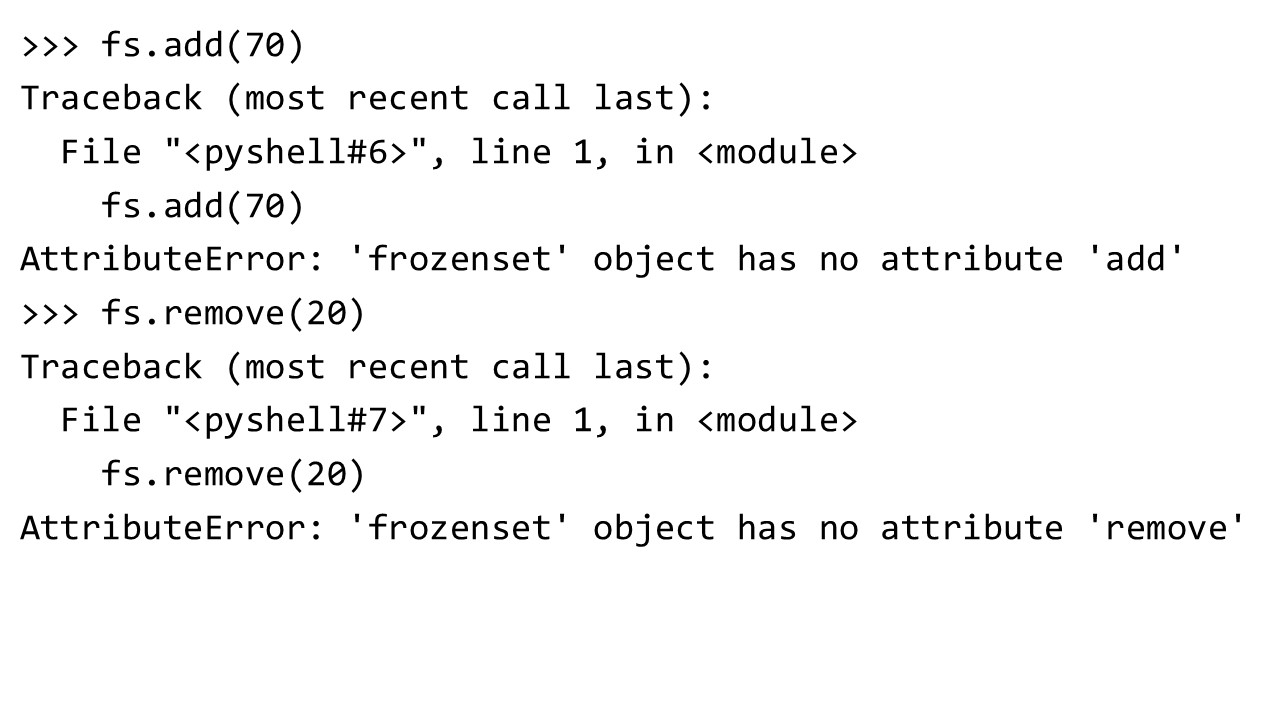 >>> fs.add(70)
Traceback (most recent call last):
  File "<pyshell#6>", line 1, in <module>
    fs.add(70)
AttributeError: 'frozenset' object has no attribute 'add'
>>> fs.remove(20)
Traceback (most recent call last):
  File "<pyshell#7>", line 1, in <module>
    fs.remove(20)
AttributeError: 'frozenset' object has no attribute 'remove'